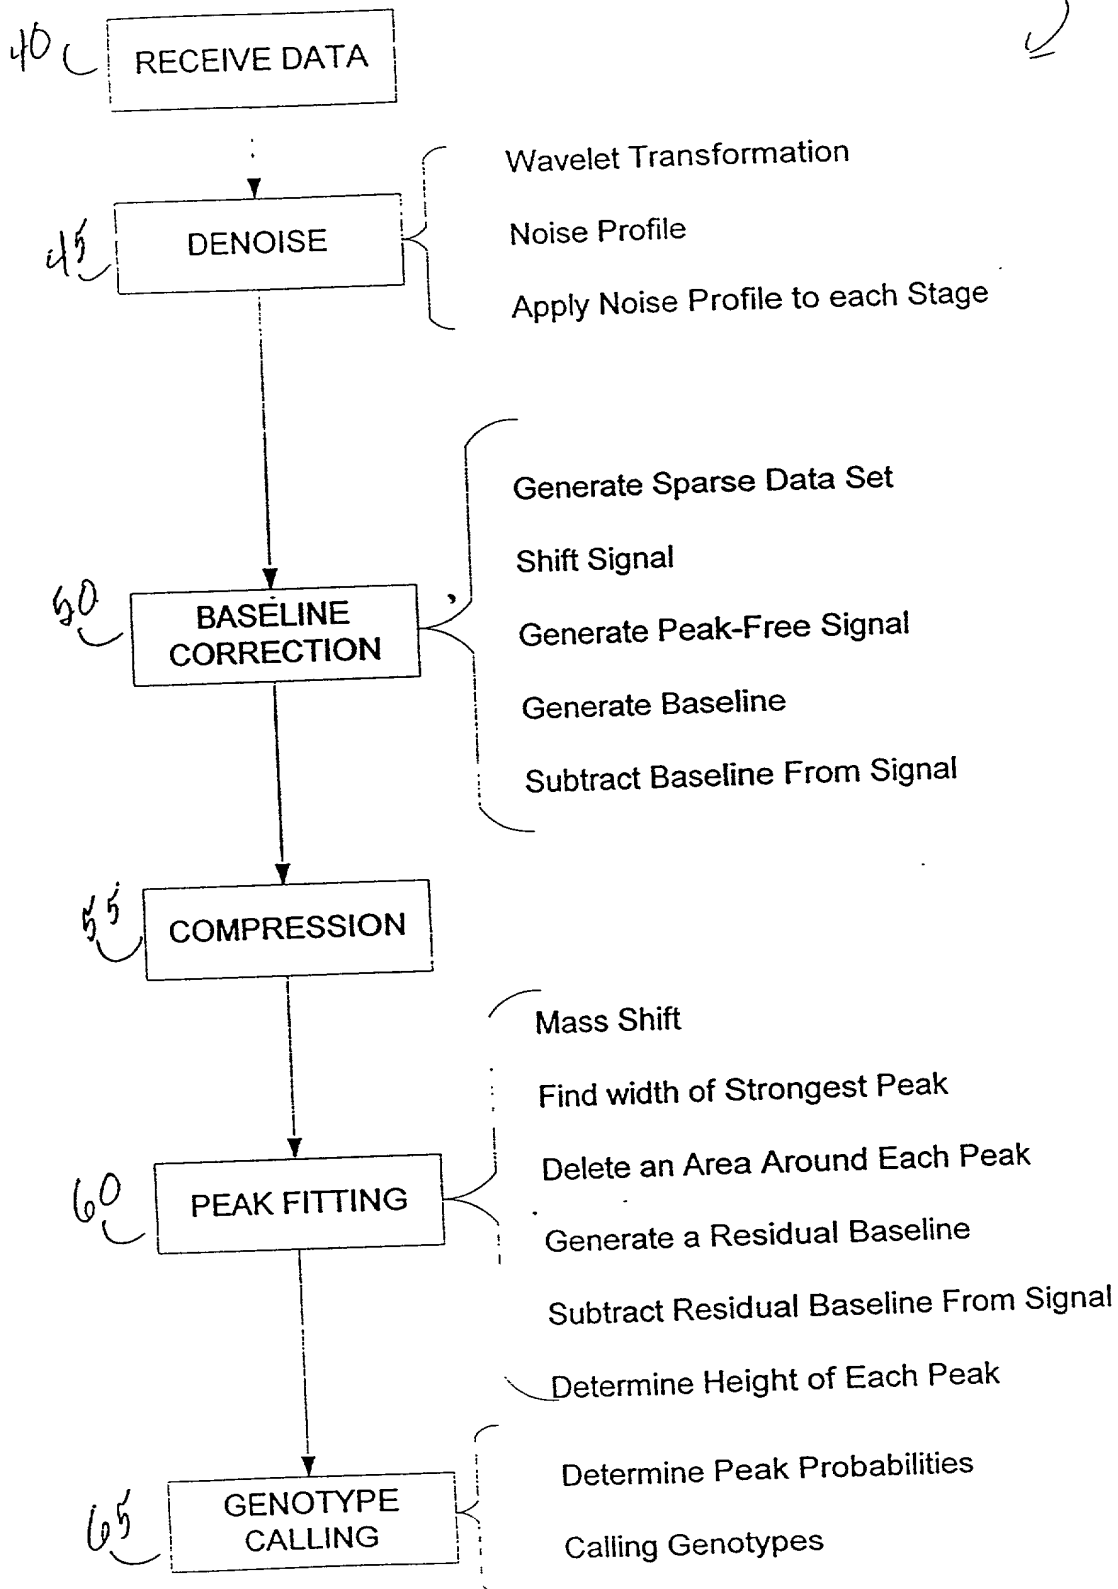 40
RECEIVE DATA
Wavelet Transformation
45
DENOISE
Noise Profile
Apply Noise Profile to each Stage
Generate Sparse Data Set
Shift Signal
50
BASELINE
CORRECTION
Generate Peak-Free Signal
Generate Baseline
Subtract Baseline From Signal
55
COMPRESSION
Mass Shift
Find width of Strongest Peak
Delete an Area Around Each Peak
60
PEAK FITTING
Generate a Residual Baseline
Subtract Residual Baseline From Signal
Determine Height of Each Peak
65
GENOTYPE
CALLING
Determine Peak Probabilities
Calling Genotypes